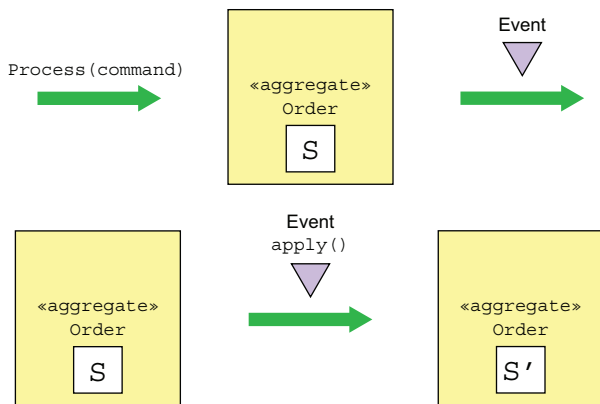 Process(command)
«aggregate»
Order
S
Event
«aggregate»
Order
S
Event
apply()
«aggregate»
Order
S'